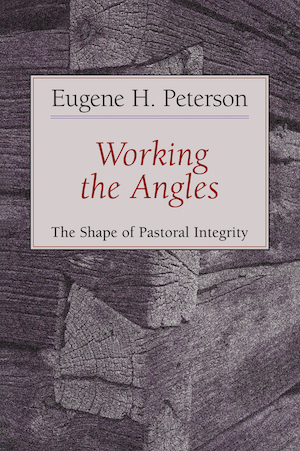 Eugene H. Peterson
Working
the Angles
The Shape of Pastoral Integrity